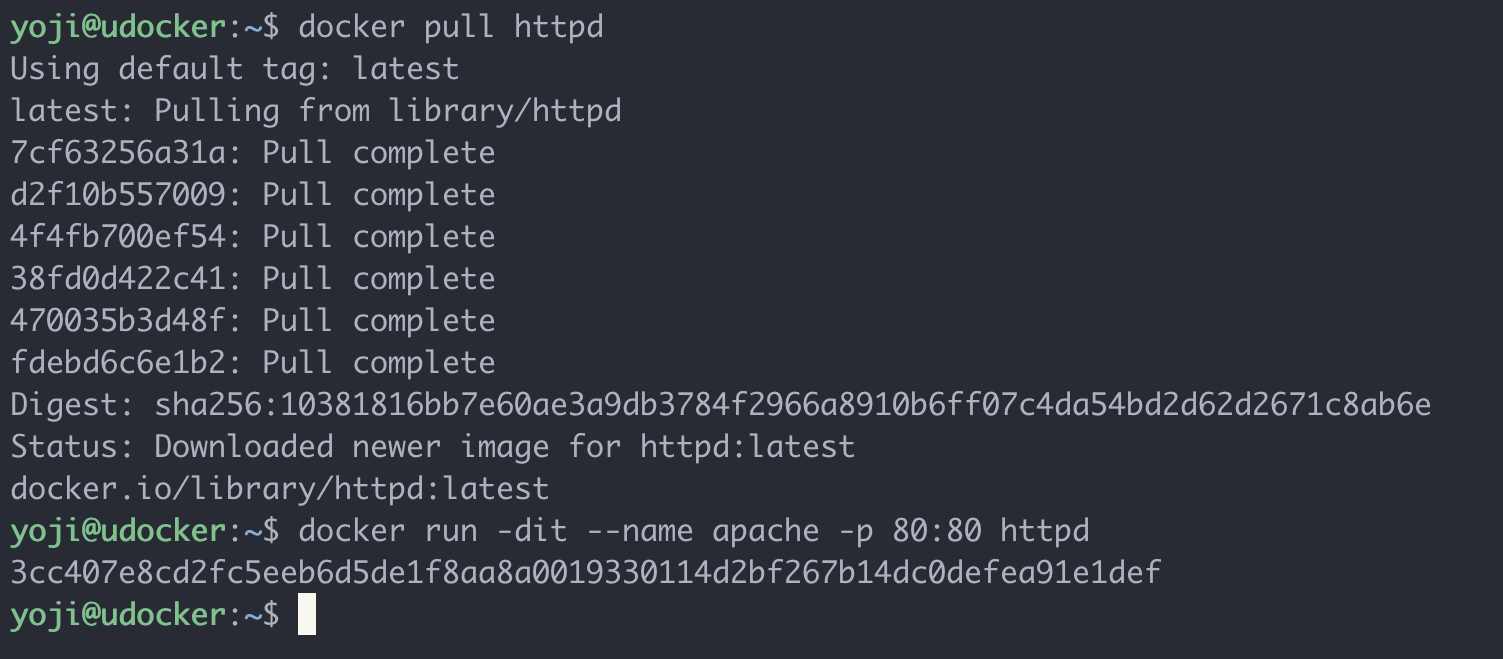 yoji@udocker:~$ docker pull httpd
Using default tag: latest
latest: Pulling from library/httpd
7cf63256a31a: Pull complete
d2f10b557009: Pull complete
4f4fb700ef54: Pull complete
38fd0d422c41: Pull complete
470035b3d48f: Pull complete
fdebd6c6e1b2: Pull complete
Digest: sha256:10381816bb7e60ae3a9db3784f2966a8910b6ff07c4da54bd2d62d2671c8ab6e
Status: Downloaded newer image for httpd:latest
docker.io/library/httpd:latest
yoji@udocker:~$ docker run -dit --name apache -p 80:80 httpd
3cc407e8cd2fc5eeb6d5de1f8aa8a0019330114d2bf267b14dc0defea91e1def
yoji@udocker:~$